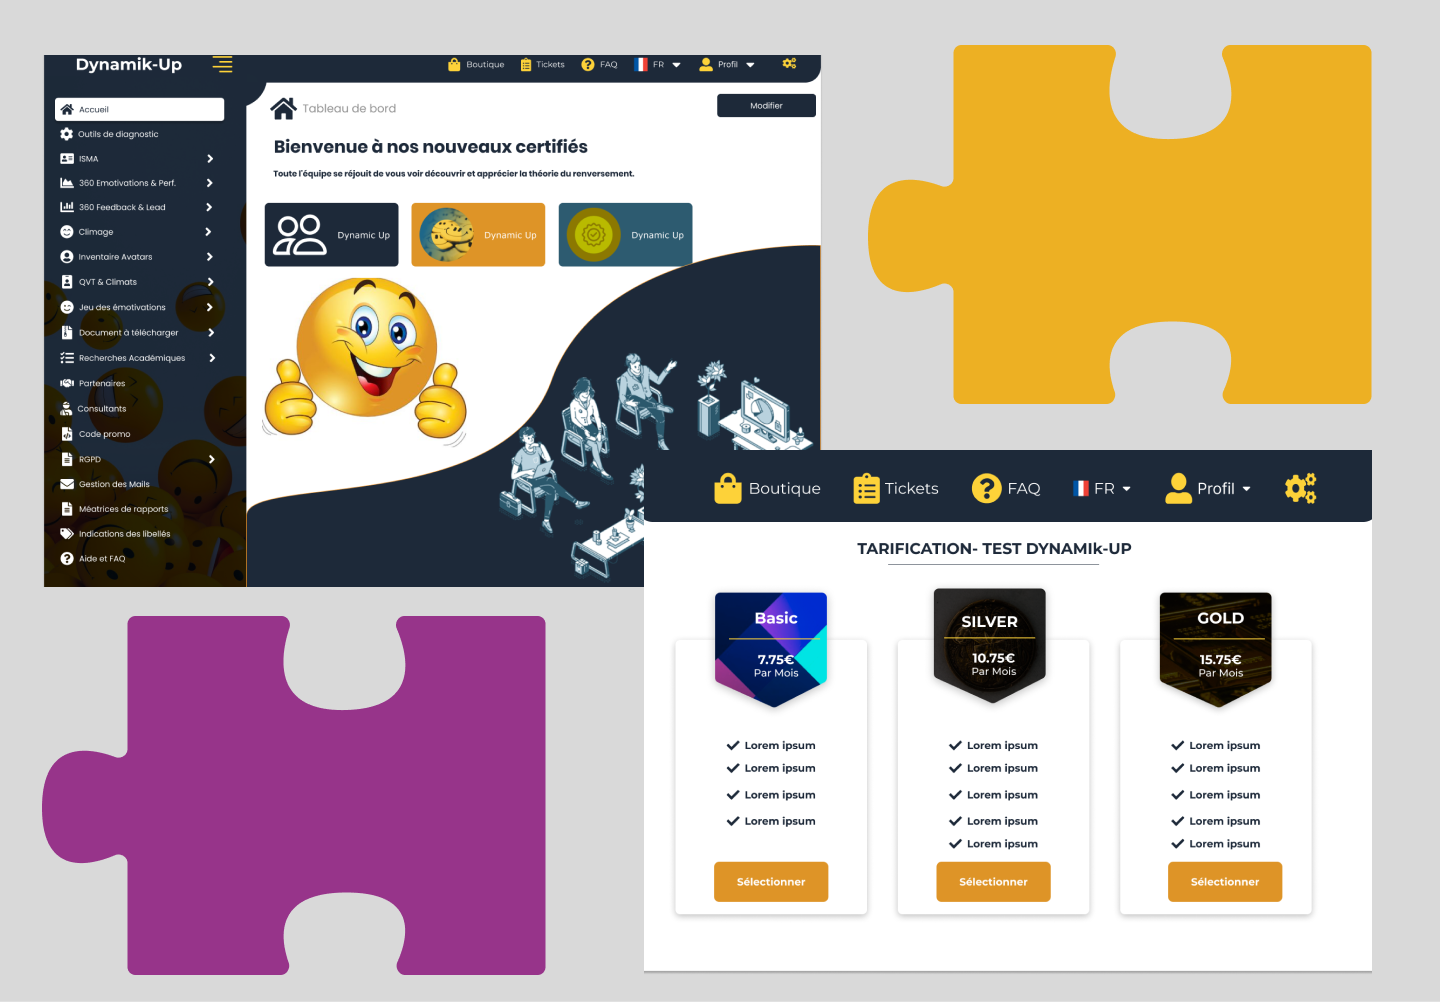 Dynamik-Up
Boutique
Tickets
FAQ
FR
Profil
Accueil
Outils de diagnostic
ISMA
360 Emotivations & Perf.
360 Feedback & Lead
Climage
Inventaire Avatars
QVT & Climats
Jeu des émotivations
Document à télécharger
Recherches Académiques
Partenaires
Consultants
Code promo
RGPD
Gestion des Mails
Méatrices de rapports
Indications des libellés
Aide et FAQ
Tableau de bord
Modifier
Bienvenue à nos nouveaux certifiés
Toute l'équipe se réjouit de vous voir découvrir et apprécier la théorie du renversement.
Dynamic Up
Dynamic Up
Dynamic Up
Boutique
Tickets
FAQ
FR
Profil
TARIFICATION- TEST DYNAMIk-UP
Basic
7.75€
Par Mois
Lorem ipsum
Lorem ipsum
Lorem ipsum
Lorem ipsum
Sélectionner
SILVER
10.75€
Par Mois
Lorem ipsum
Lorem ipsum
Lorem ipsum
Lorem ipsum
Lorem ipsum
Sélectionner
GOLD
15.75€
Par Mois
Lorem ipsum
Lorem ipsum
Lorem ipsum
Lorem ipsum
Lorem ipsum
Sélectionner